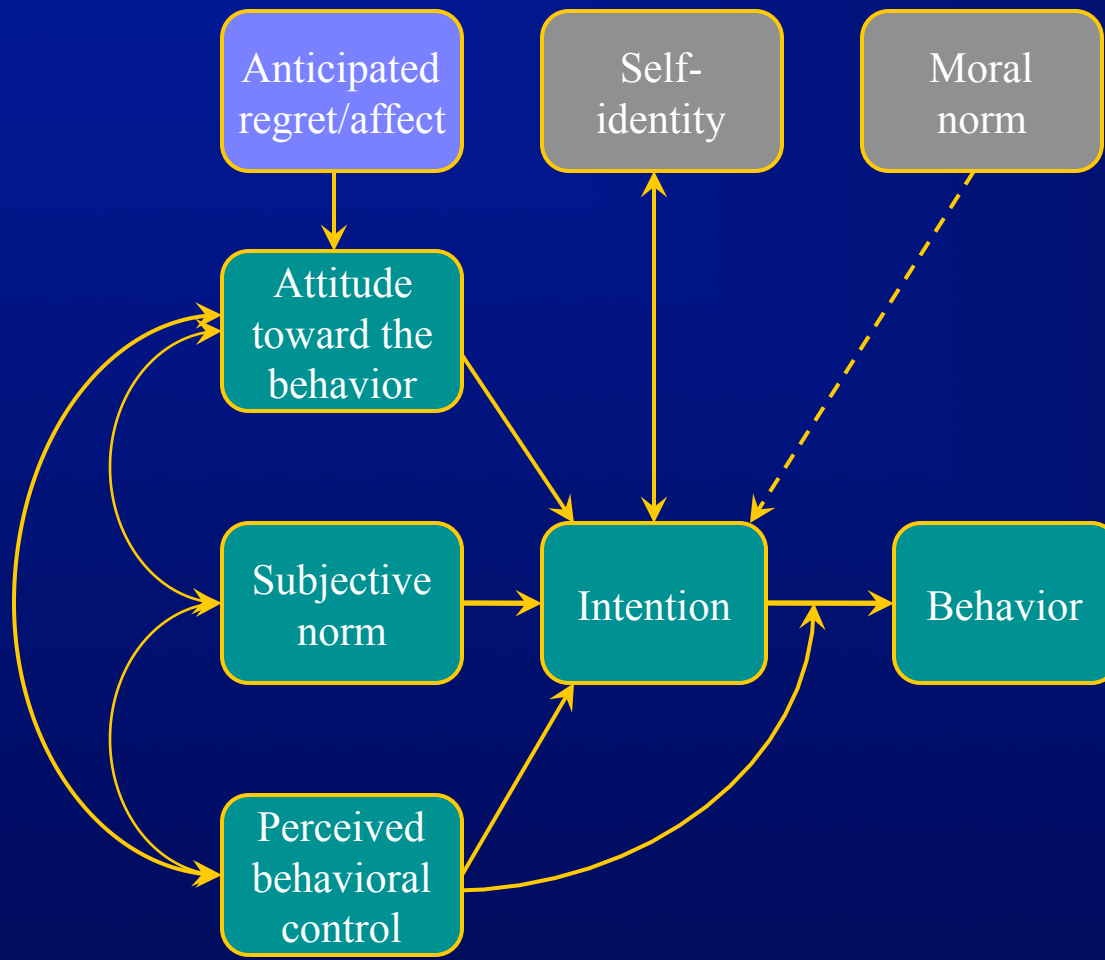 Anticipated
regret/affect
Self-
identity
Moral
norm
Attitude
toward the
behavior
Subjective
norm
Intention
Behavior
Perceived
behavioral
control